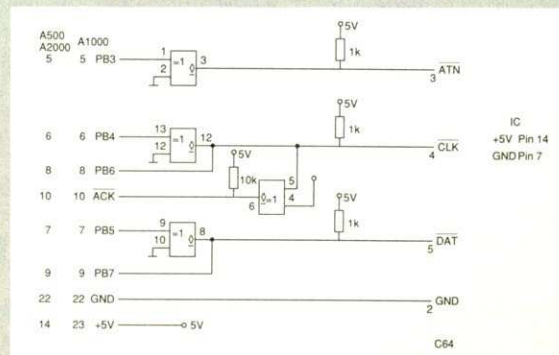 A500 A1000
A2000
5V
5 5 PB3 1 =1 3 1k
2 3 ATN
5V
IC
6 6 PB4 13 =1 12 1k +5V Pin 14
12 4 CLK GND Pin 7
8 8 PB6 5V
10k 5
10 10 ACK 6 =1 4 5V
7 7 PB5 9 =1 8 1k
10 5 DAT
9 9 PB7
22 22 GND 2 GND
14 23 +5V 5V
C64